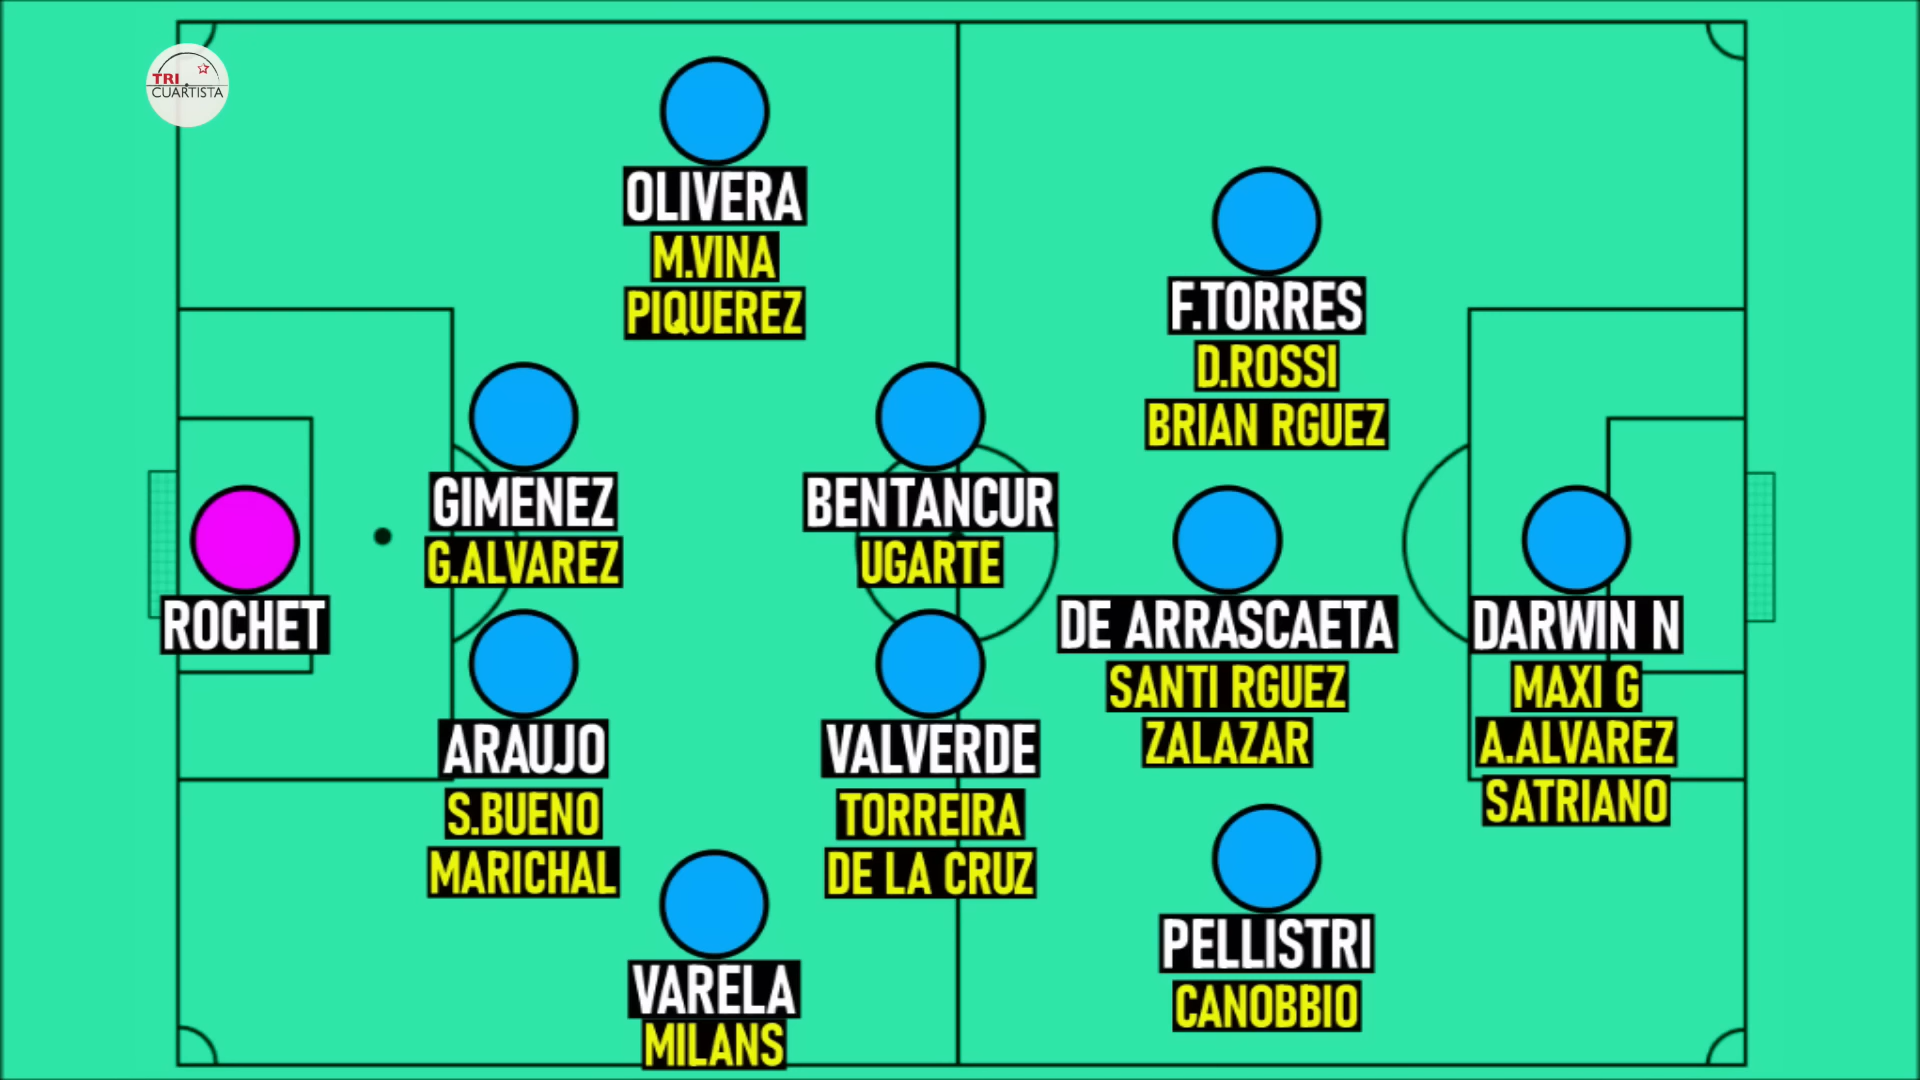 TRI
CUARTISTA
OLIVERA
M.VINA
PIQUEREZ
F.TORRES
D.ROSSI
BRIAN RGUEZ
GIMENEZ
G.ALVAREZ
BENTANCUR
UGARTE
ROCHET
DE ARRASCAETA
SANTI RGUEZ
ZALAZAR
DARWIN N
MAXI G
A.ALVAREZ
SATRIANO
ARAUJO
S.BUENO
MARICHAL
VALVERDE
TORREIRA
DE LA CRUZ
VARELA
MILANS
PELLISTRI
CANOBBIO